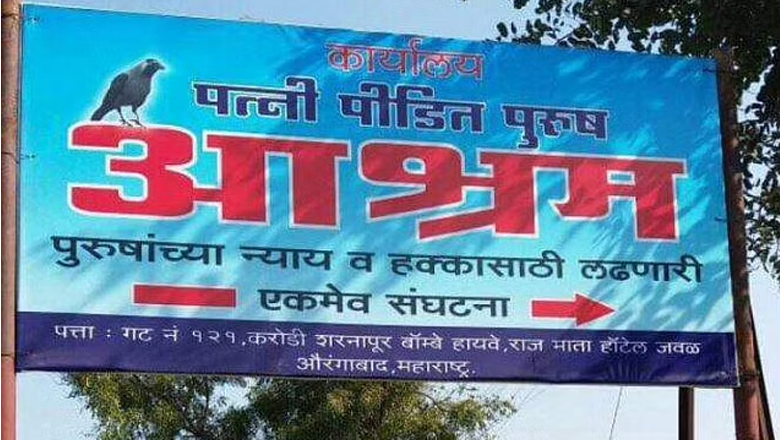 कार्यालय
पत्नी पीडित पुरुष
आश्रम
पुरुषांच्या न्याय व हक्कासाठी लढणारी
एकमेव संघटना
पत्ता : गट नं १२१,करोडी शरनापूर बॉम्बे हायवे,राज माता हॉटेल जवळ
औरंगाबाद,महाराष्ट्र.